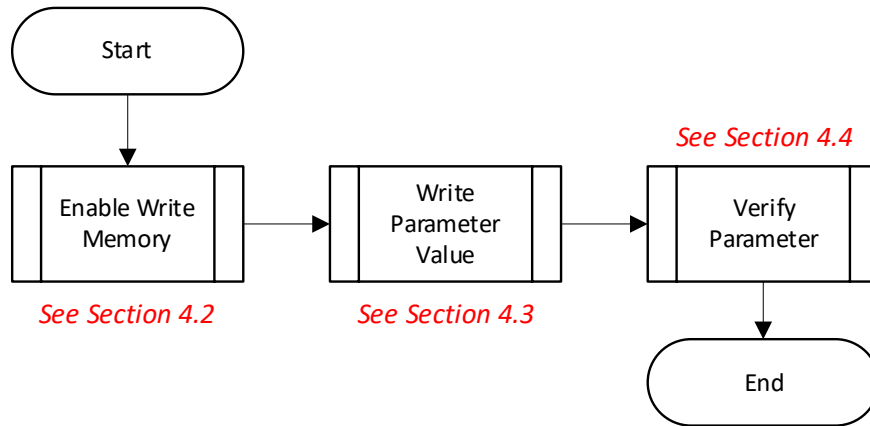 Start
Enable Write
Memory
See Section 4.2
Write
Parameter
Value
See Section 4.3
See Section 4.4
Verify
Parameter
End